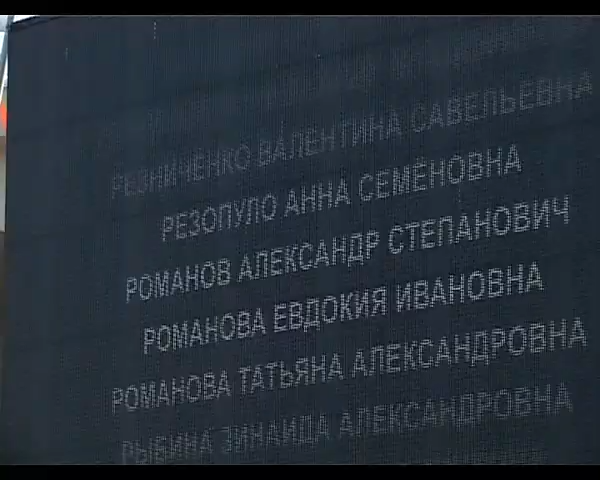 РЕЗНИЧЕНКО ВАЛЕНТИНА САВЕЛЬЕВНА
РЕЗОПУЛО АННА СЕМЁНОВНА
РОМАНОВ АЛЕКСАНДР СТЕПАНОВИЧ
РОМАНОВА ЕВДОКИЯ ИВАНОВНА
РОМАНОВА ТАТЬЯНА АЛЕКСАНДРОВНА
РЫБИНА ЗИНАИДА АЛЕКСАНДРОВНА